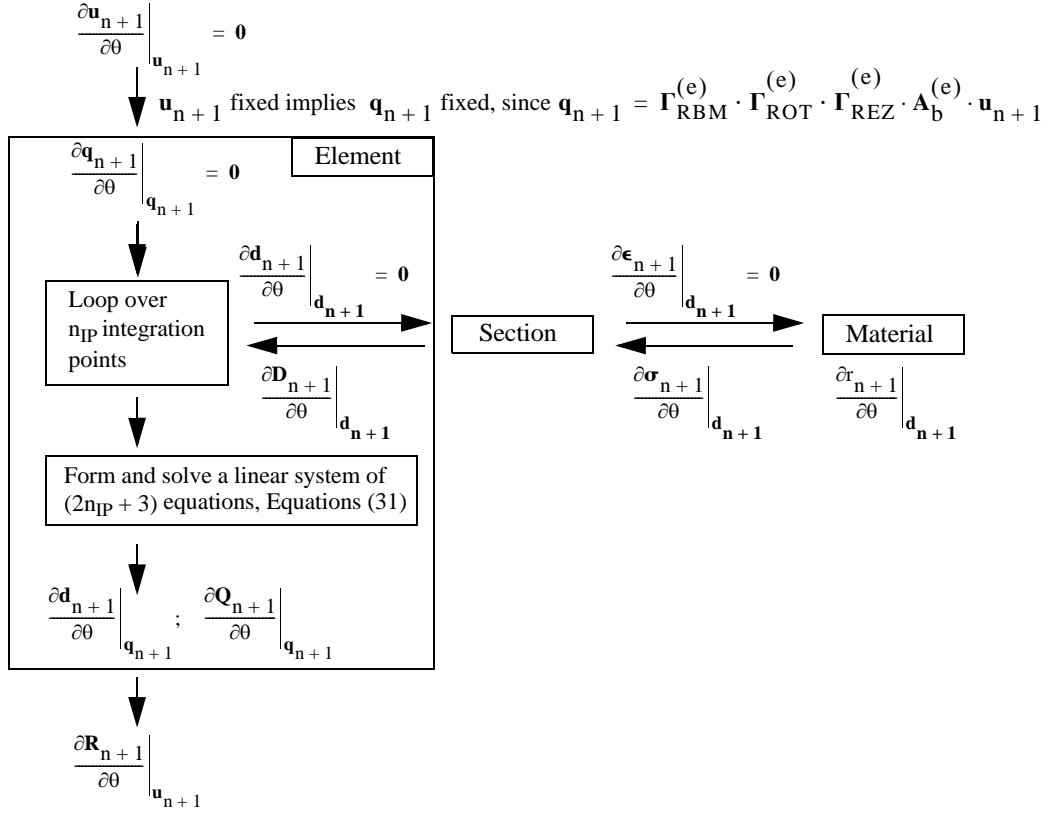 ∂u_{n+1}/∂θ |_{u_{n+1}} = 0
u_{n+1} fixed implies q_{n+1} fixed, since q_{n+1} = Γ_{RBM}^{(e)} · Γ_{ROT}^{(e)} · Γ_{REZ}^{(e)} · A_b^{(e)} · u_{n+1}
Element
∂q_{n+1}/∂θ |_{q_{n+1}} = 0
Loop over
n_{IP} integration
points
∂d_{n+1}/∂θ |_{d_{n+1}} = 0
∂D_{n+1}/∂θ |_{d_{n+1}}
Section
∂ϵ_{n+1}/∂θ |_{d_{n+1}} = 0
∂σ_{n+1}/∂θ |_{d_{n+1}}
Material
∂r_{n+1}/∂θ |_{d_{n+1}}
Form and solve a linear system of
(2n_{IP} + 3) equations, Equations (31)
∂d_{n+1}/∂θ |_{q_{n+1}} ; ∂Q_{n+1}/∂θ |_{q_{n+1}}
∂R_{n+1}/∂θ |_{u_{n+1}}